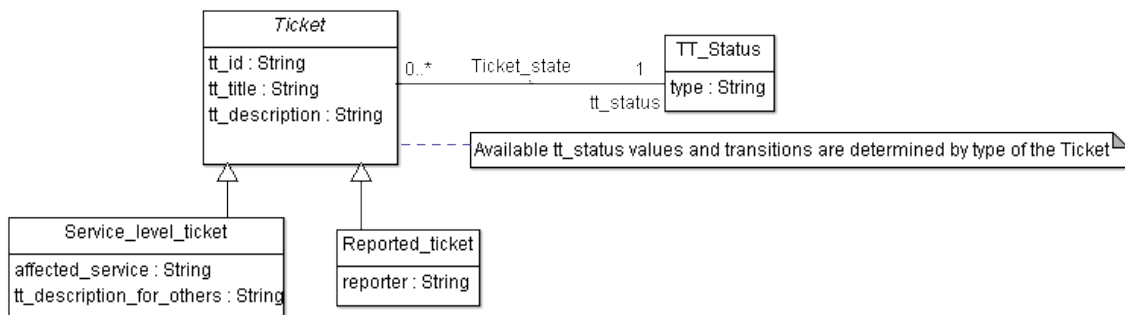 Ticket
tt_id : String
tt_title : String
tt_description : String
0..*
Ticket_state
1
tt_status
TT_Status
type : String
Available tt_status values and transitions are determined by type of the Ticket
Service_level_ticket
affected_service : String
tt_description_for_others : String
Reported_ticket
reporter : String